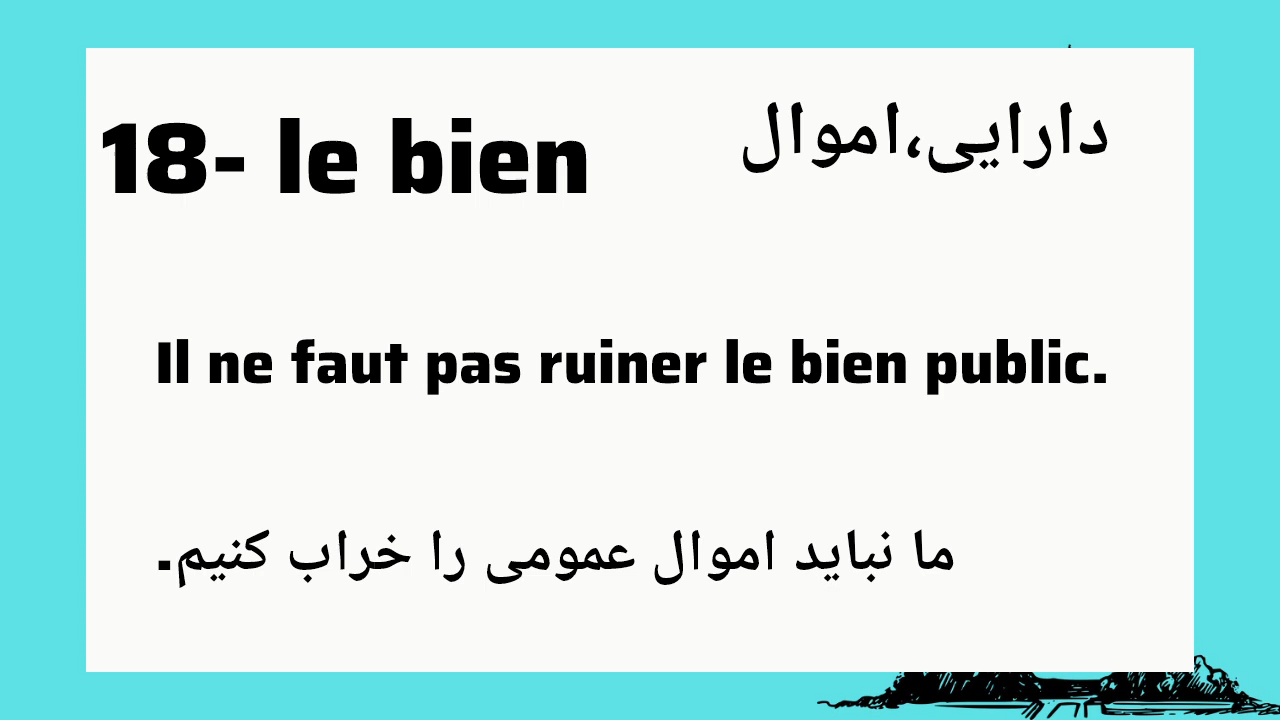 18- le bien
دارایی،اموال
Il ne faut pas ruiner le bien public.
ما نباید اموال عمومی را خراب کنیم.